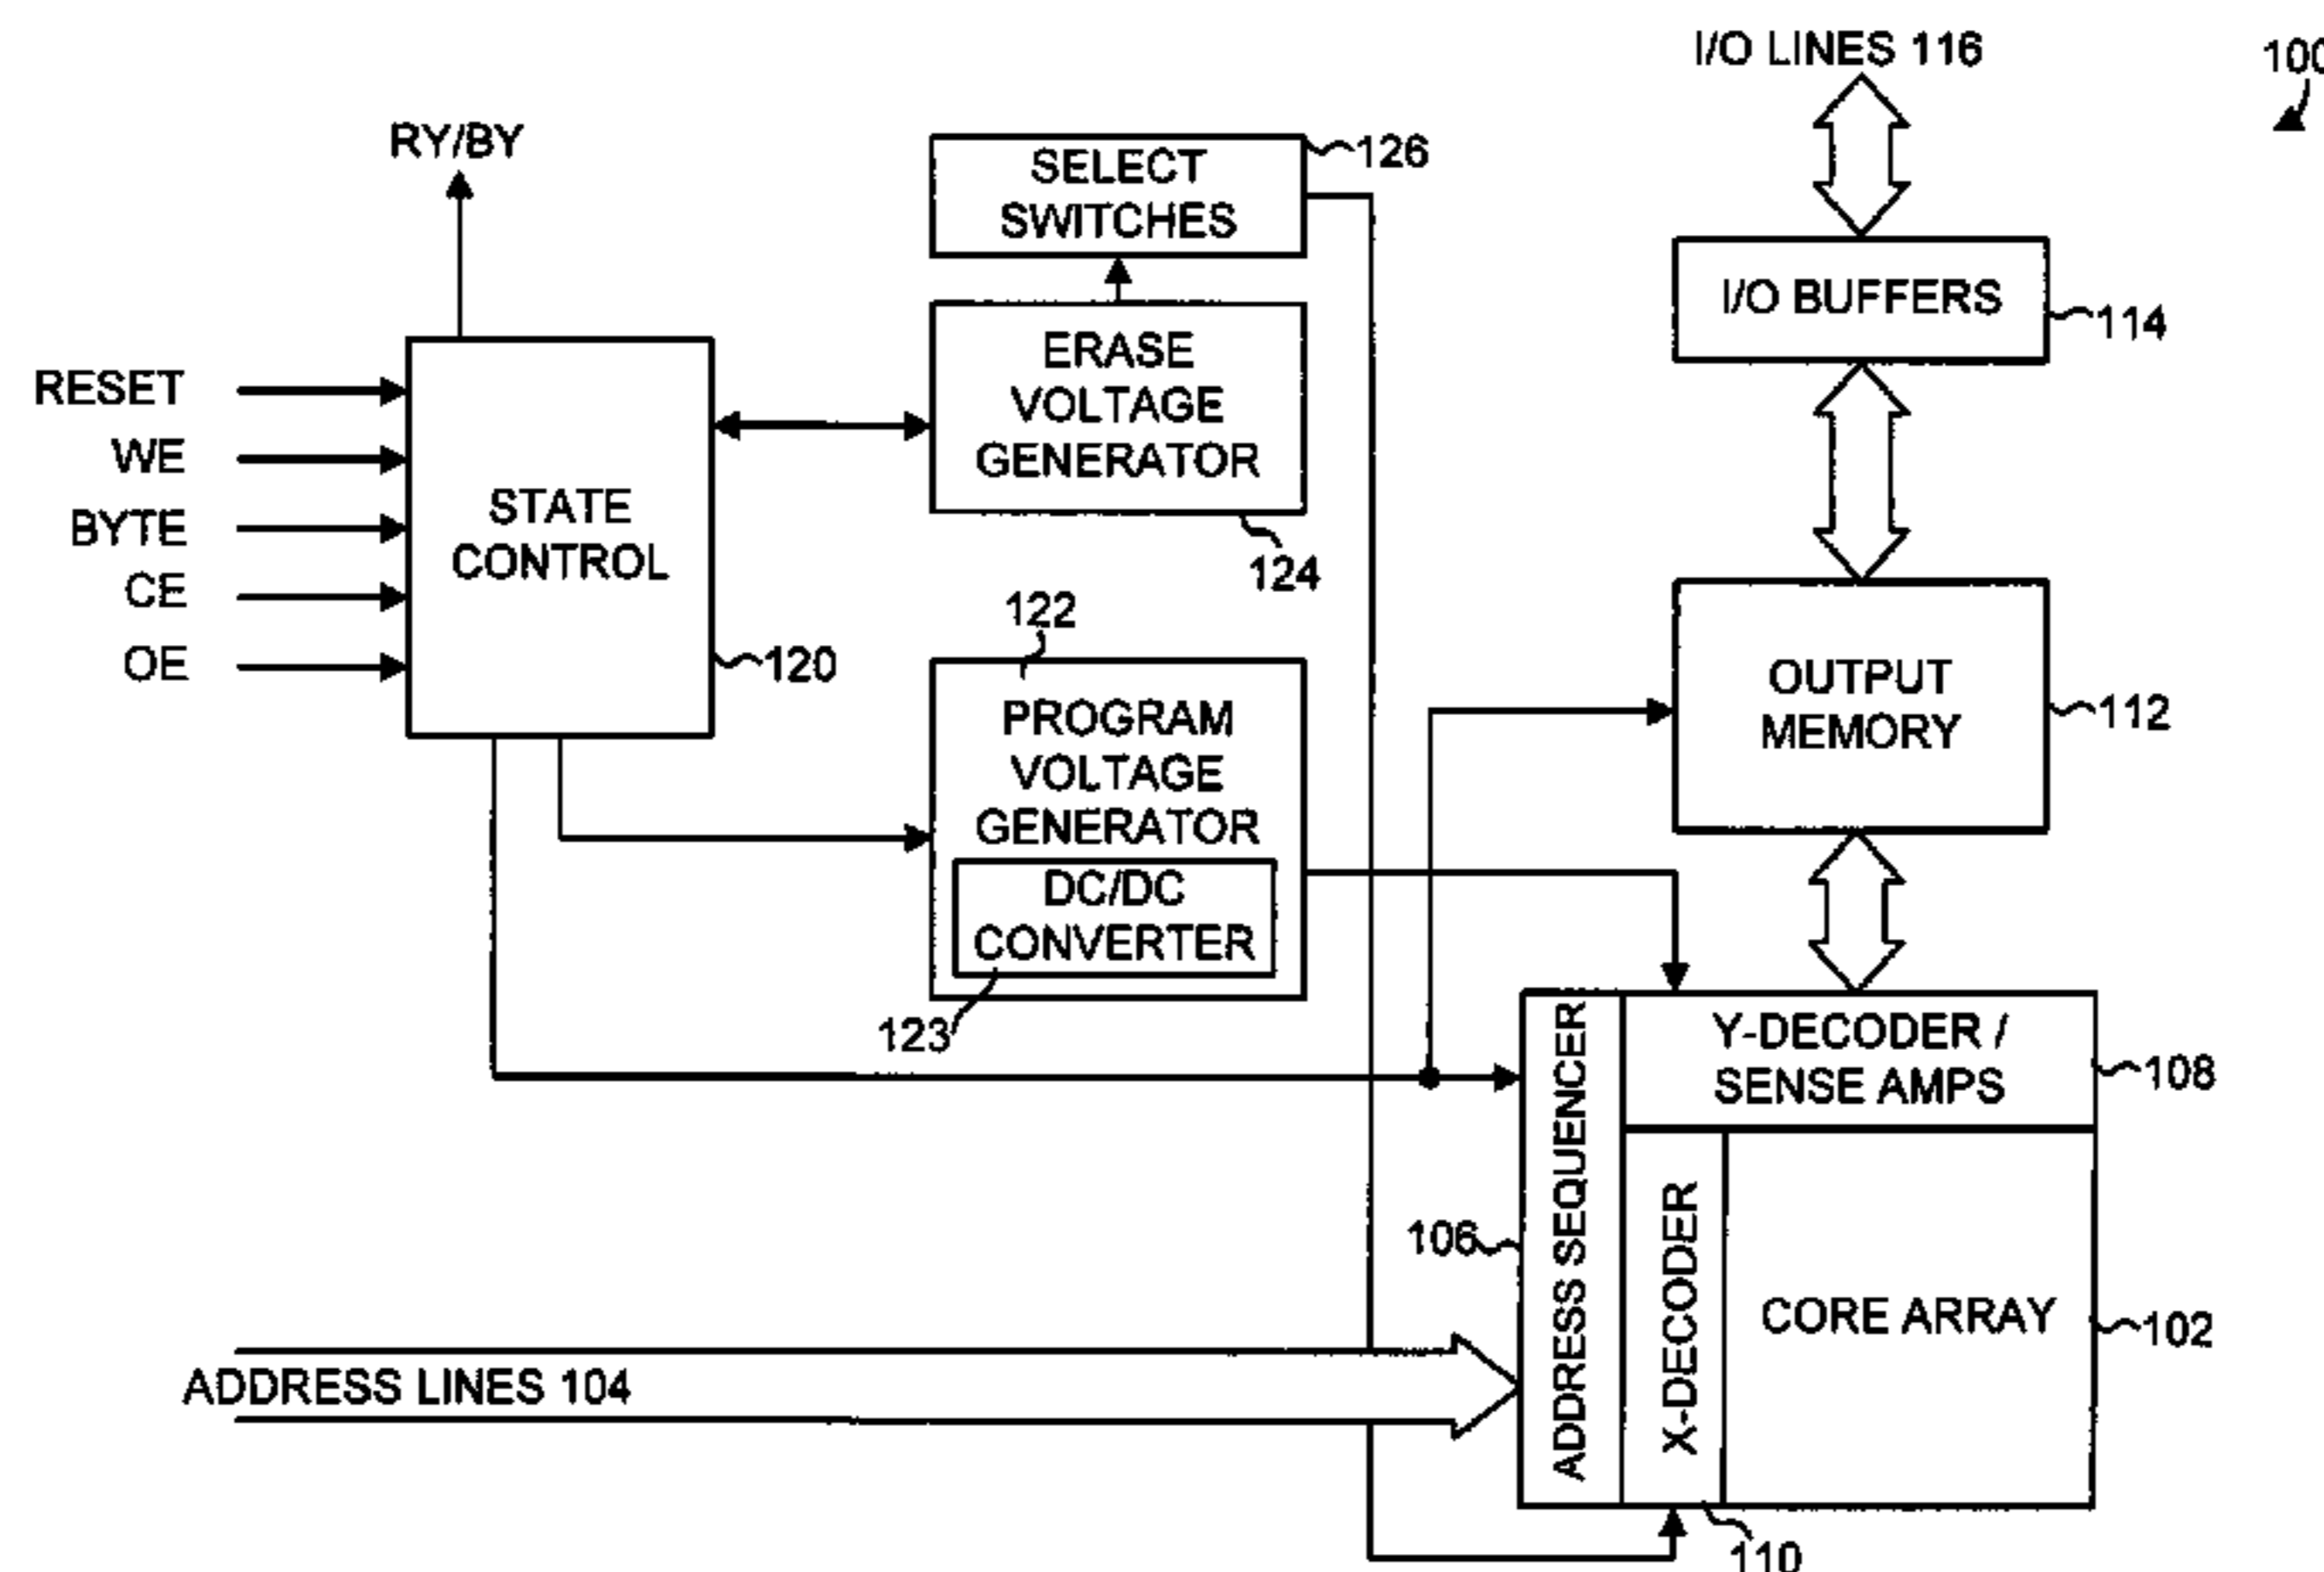 I/O LINES 116
100
RY/BY
SELECT
SWITCHES
126
I/O BUFFERS
114
ERASE
VOLTAGE
GENERATOR
124
RESET
WE
BYTE
CE
OE
STATE
CONTROL
120
122
PROGRAM
VOLTAGE
GENERATOR
DC/DC
CONVERTER
123
OUTPUT
MEMORY
112
Y-DECODER /
SENSE AMPS
108
ADDRESS SEQUENCER
106
X-DECODER
CORE ARRAY
102
ADDRESS LINES 104
110